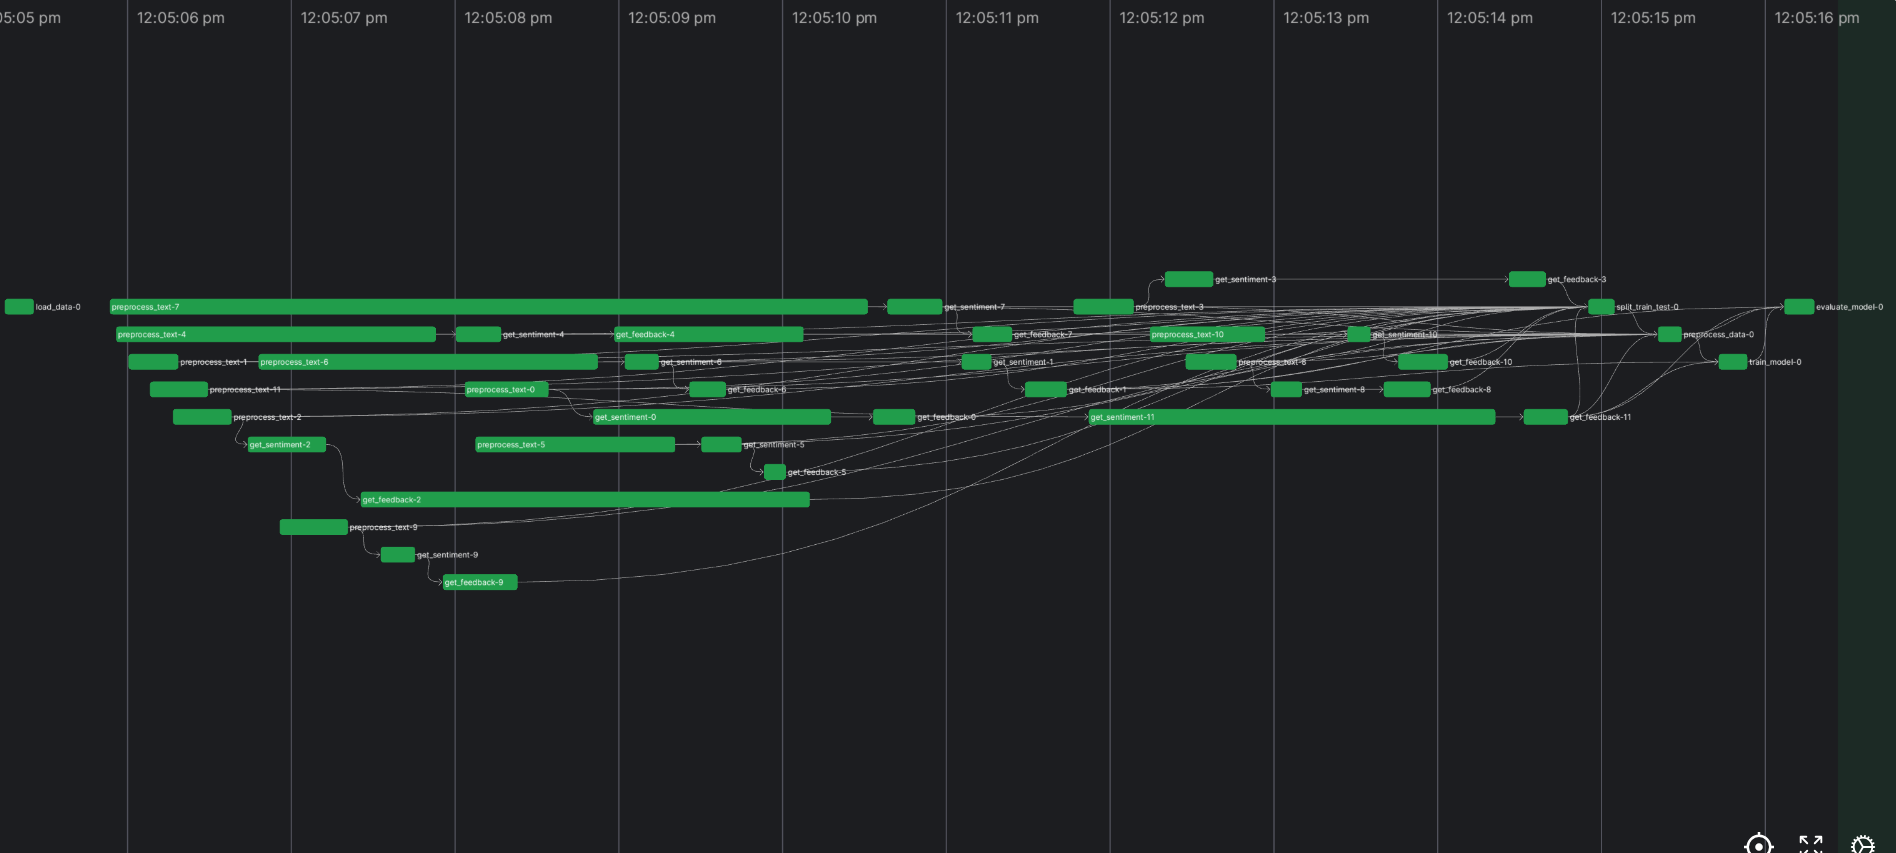 05:05 pm 12:05:06 pm 12:05:07 pm 12:05:08 pm 12:05:09 pm 12:05:10 pm 12:05:11 pm 12:05:12 pm 12:05:13 pm 12:05:14 pm 12:05:15 pm 12:05:16 pm
get_sentiment-3 get_feedback-3
load_data-0 preprocess_text-7 get_sentiment-7 preprocess_text-3 split_train_test-0 evaluate_model-0
preprocess_text-4 get_sentiment-4 get_feedback-4 get_feedback-7 preprocess_text-10 get_sentiment-10 preprocess_data-0
preprocess_text-1 preprocess_text-6 get_sentiment-6 get_sentiment-1 preprocess_text-8 get_feedback-10 train_model-0
preprocess_text-11 preprocess_text-0 get_feedback-6 get_feedback-1 get_sentiment-8 get_feedback-8
preprocess_text-2 get_sentiment-0 get_feedback-0 get_sentiment-11 get_feedback-11
get_sentiment-2 preprocess_text-5 get_sentiment-5
get_feedback-5
get_feedback-2
preprocess_text-9
get_sentiment-9
get_feedback-9